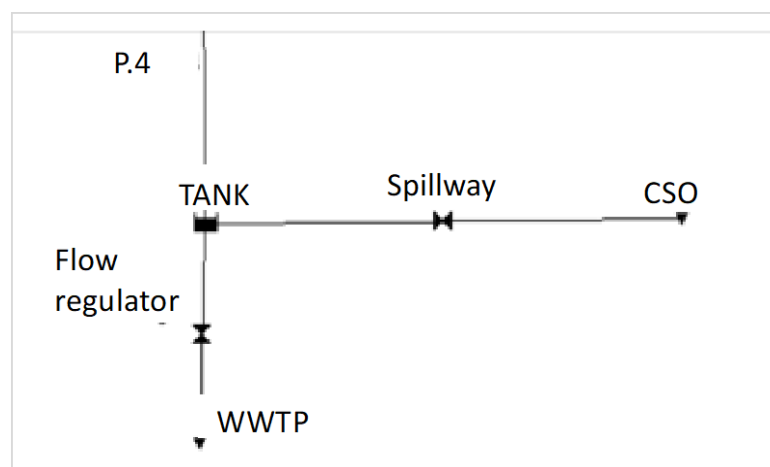 P.4
TANK
Spillway
CSO
Flow
regulator
WWTP